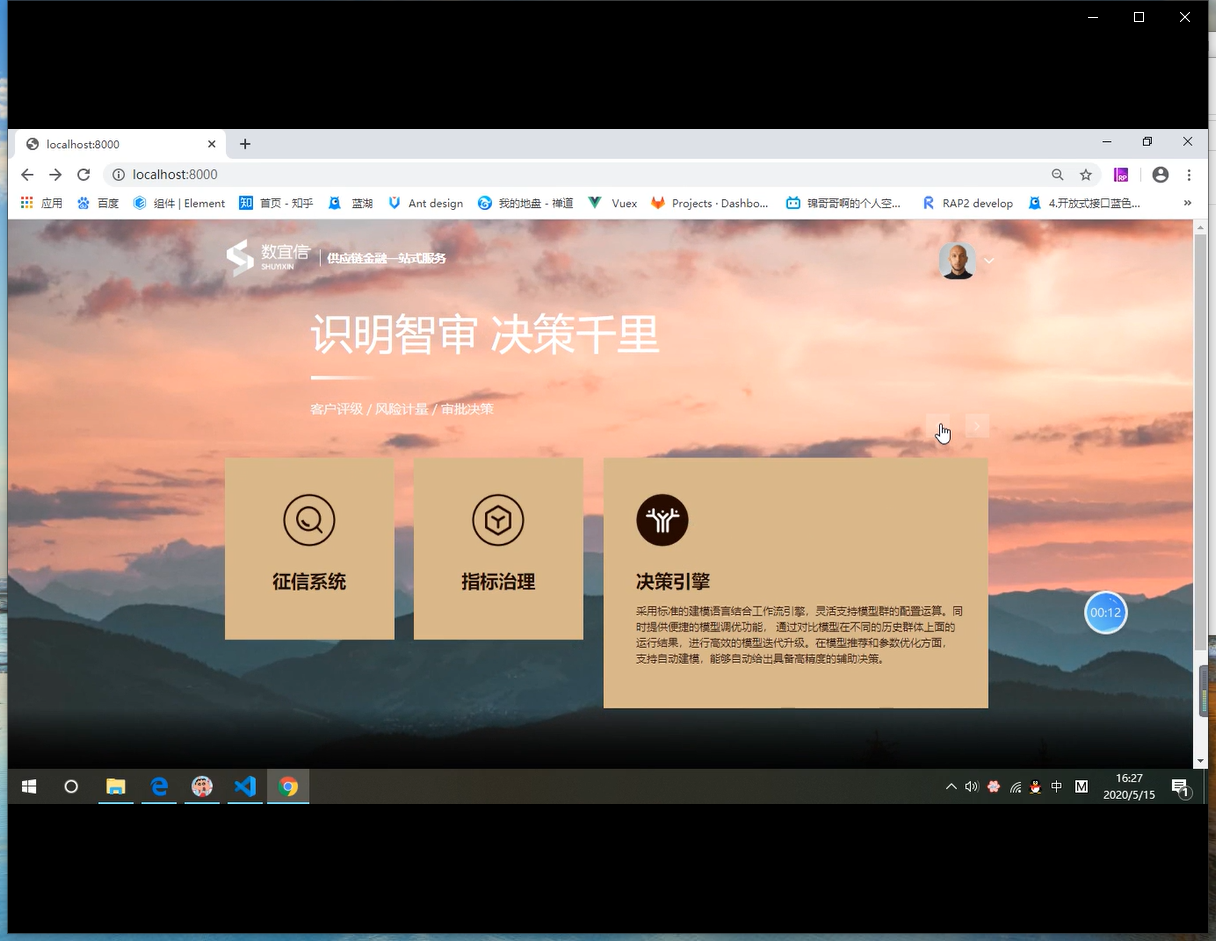 localhost:8000
localhost:8000
应用 百度 组件 | Element 首页 - 知乎 蓝湖 Ant design 我的地盘 - 禅道 Vuex Projects · Dashbo... 锦哥哥啊的个人空... RAP2 develop 4.开放式接口蓝色... »
数宜信
SHUYIXIN
供应链金融一站式服务
识明智审 决策千里
客户评级 / 风险计量 / 审批决策
征信系统
指标治理
决策引擎
采用标准的建模语言结合工作流引擎，灵活支持模型群的配置运算。同
时提供便捷的模型调优功能， 通过对比模型在不同的历史群体上面的
运行结果，进行高效的模型迭代升级。在模型推荐和参数优化方面，
支持自动建模，能够自动给出具备高精度的辅助决策。
00:12
中 M
16:27
2020/5/15
1